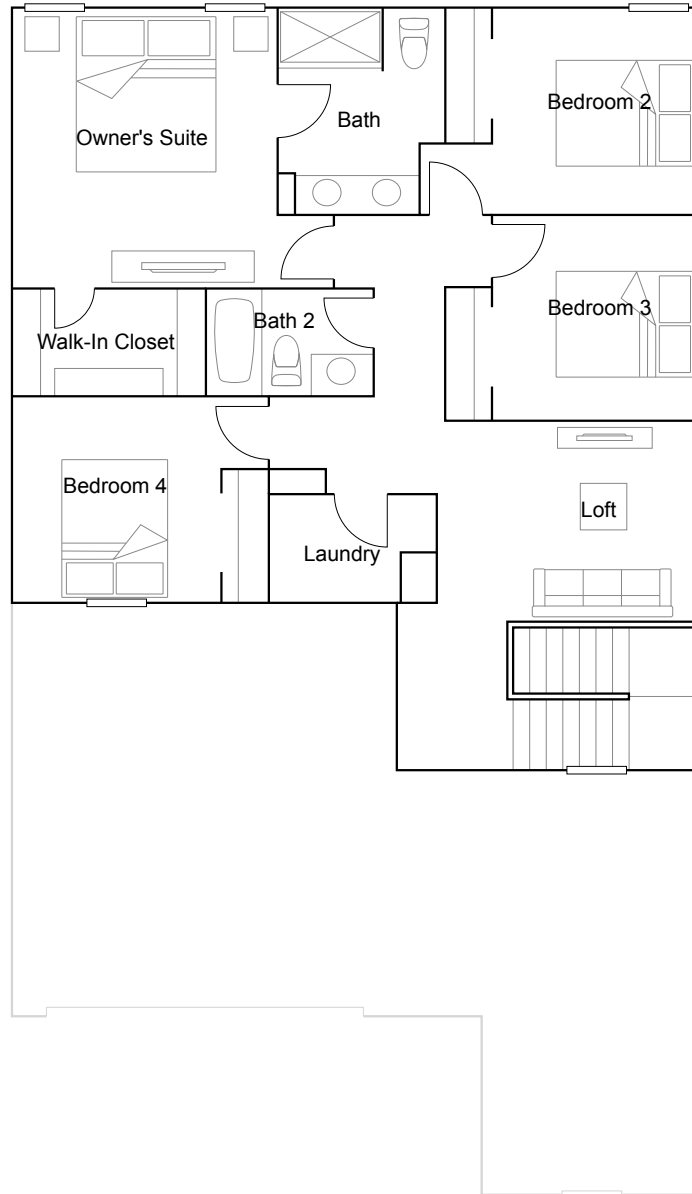 Bedroom 2
Bath
Owner's Suite
Bedroom 3
Bath 2
Walk-In Closet
Bedroom 4
Loft
Laundry